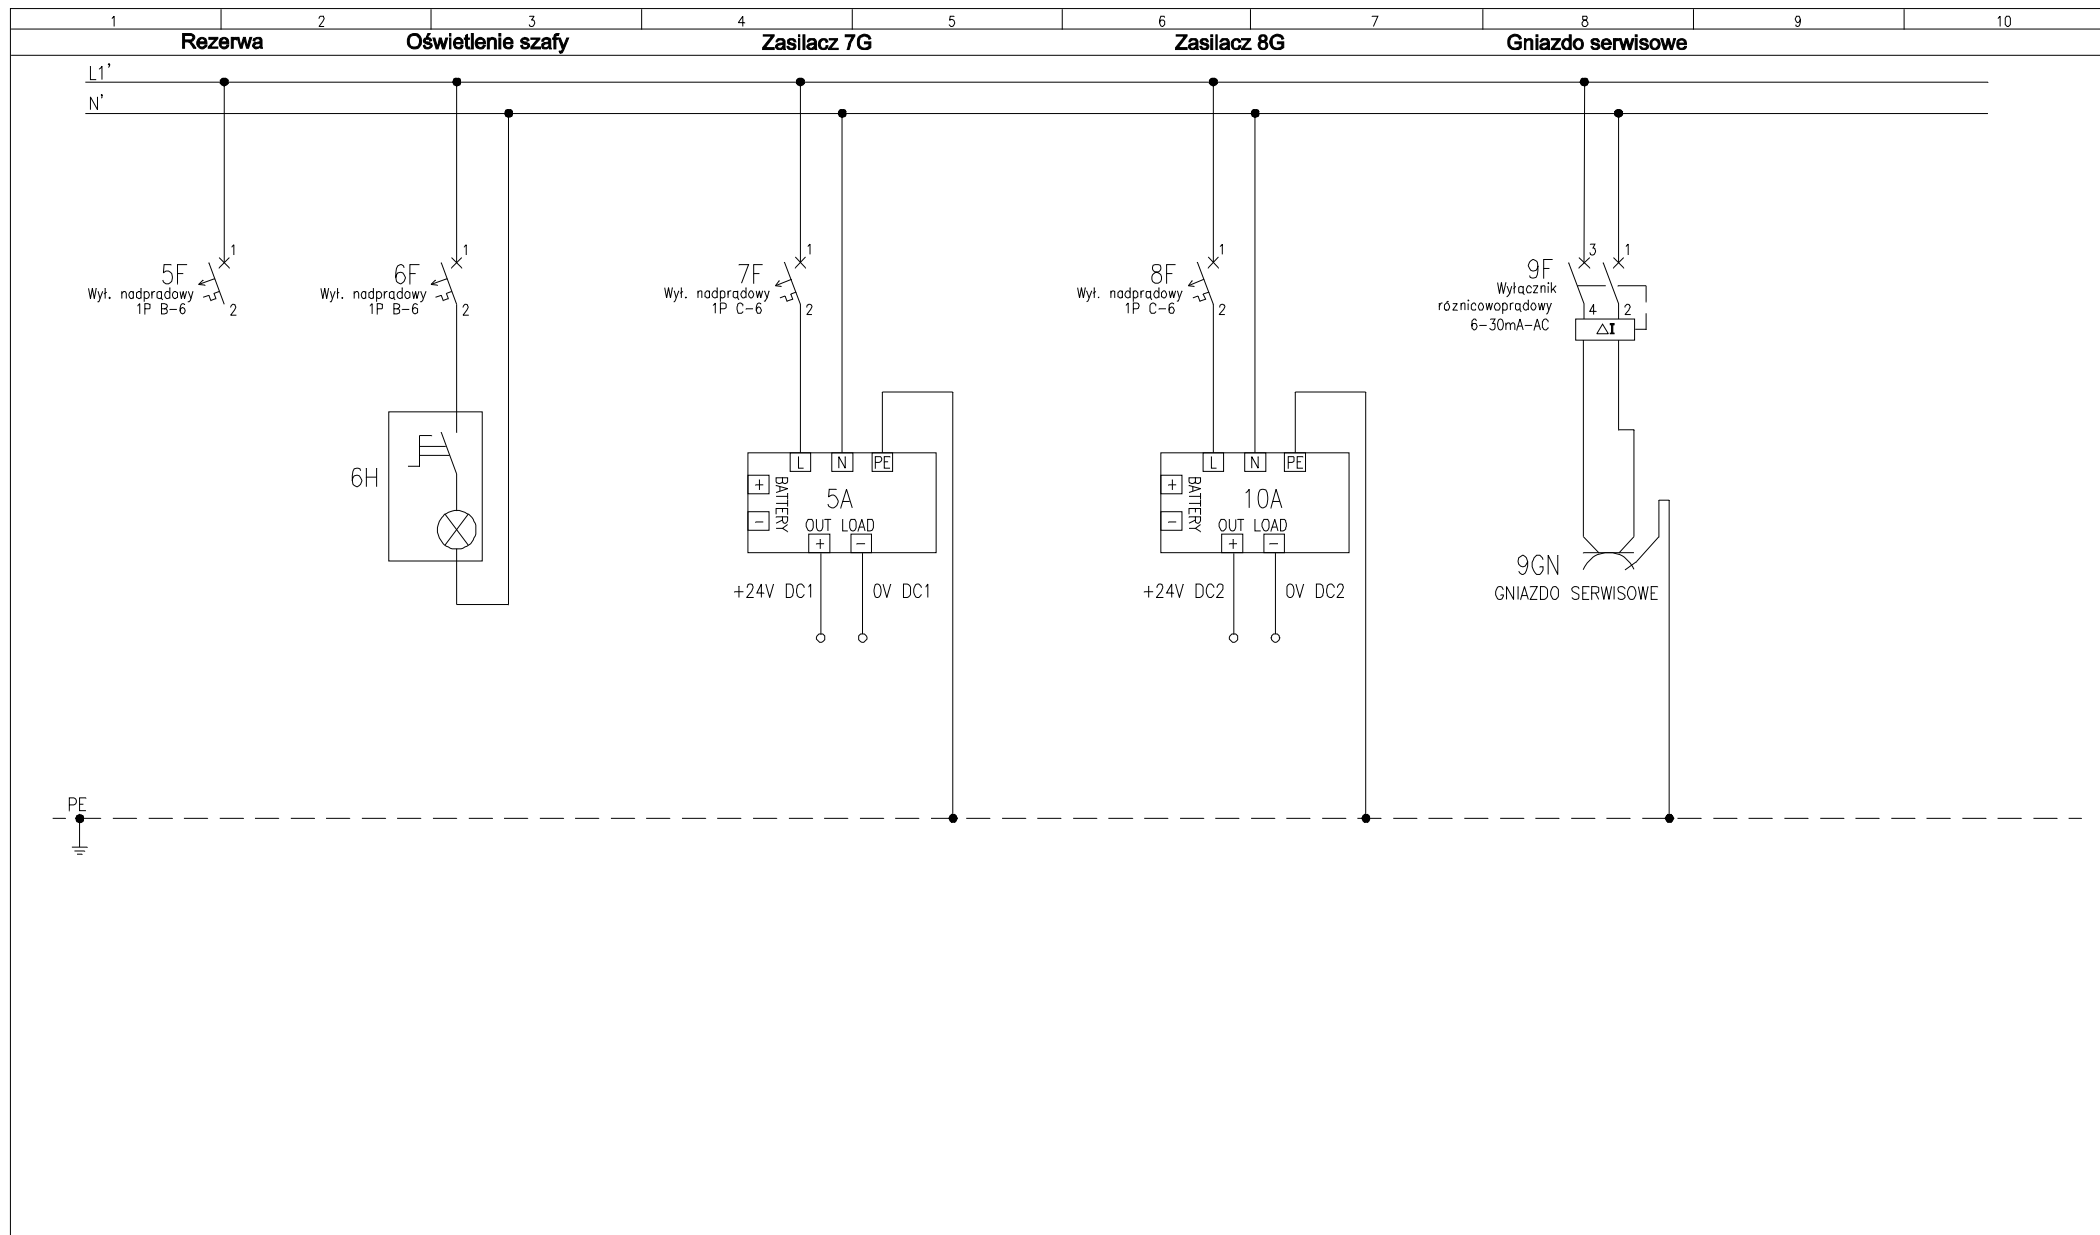 1 2 3 4 5 6 7 8 9 10
Rezerwa Oświetlenie szafy Zasilacz 7G Zasilacz 8G Gniazdo serwisowe
L1'
N'
1
5F
Wył. nadprądowy
1P B-6
2
1
6F
Wył. nadprądowy
1P B-6
2
6H
1
7F
Wył. nadprądowy
1P C-6
2
L N PE
+
-
BATTERY
5A
OUT LOAD
+ -
+24V DC1 0V DC1
1
8F
Wył. nadprądowy
1P C-6
2
L N PE
+
-
BATTERY
10A
OUT LOAD
+ -
+24V DC2 0V DC2
3 1
9F
Wyłącznik
róznicowoprądowy
6-30mA-AC
4 2
△I
9GN
GNIAZDO SERWISOWE
PE